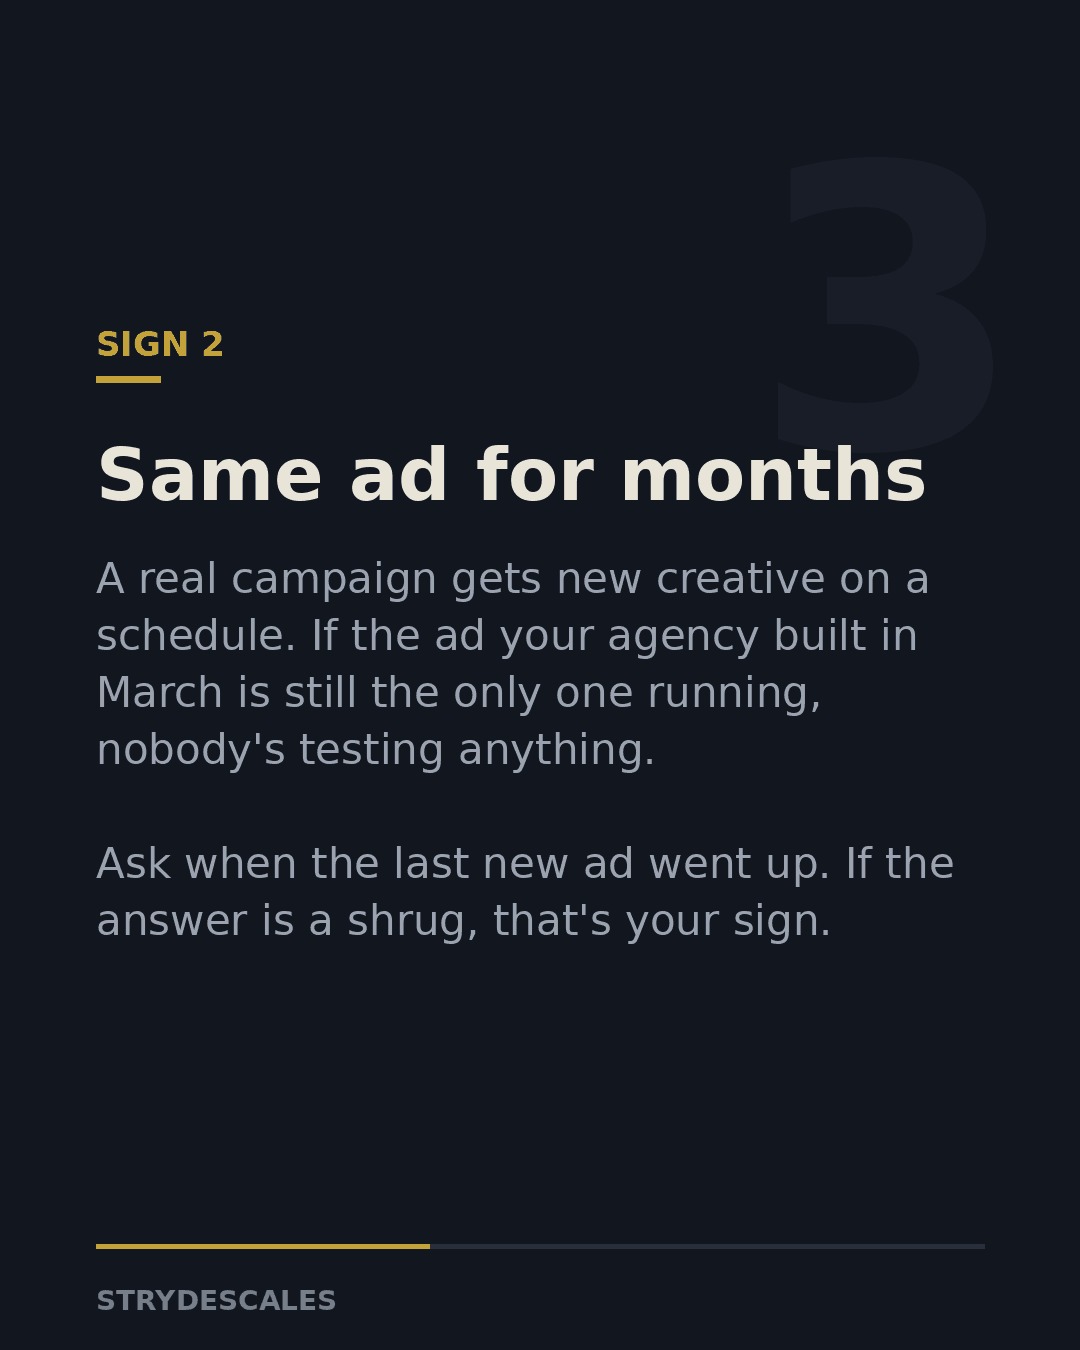 3
SIGN 2
Same ad for months
A real campaign gets new creative on a
schedule. If the ad your agency built in
March is still the only one running,
nobody's testing anything.
Ask when the last new ad went up. If the
answer is a shrug, that's your sign.
STRYDESCALES